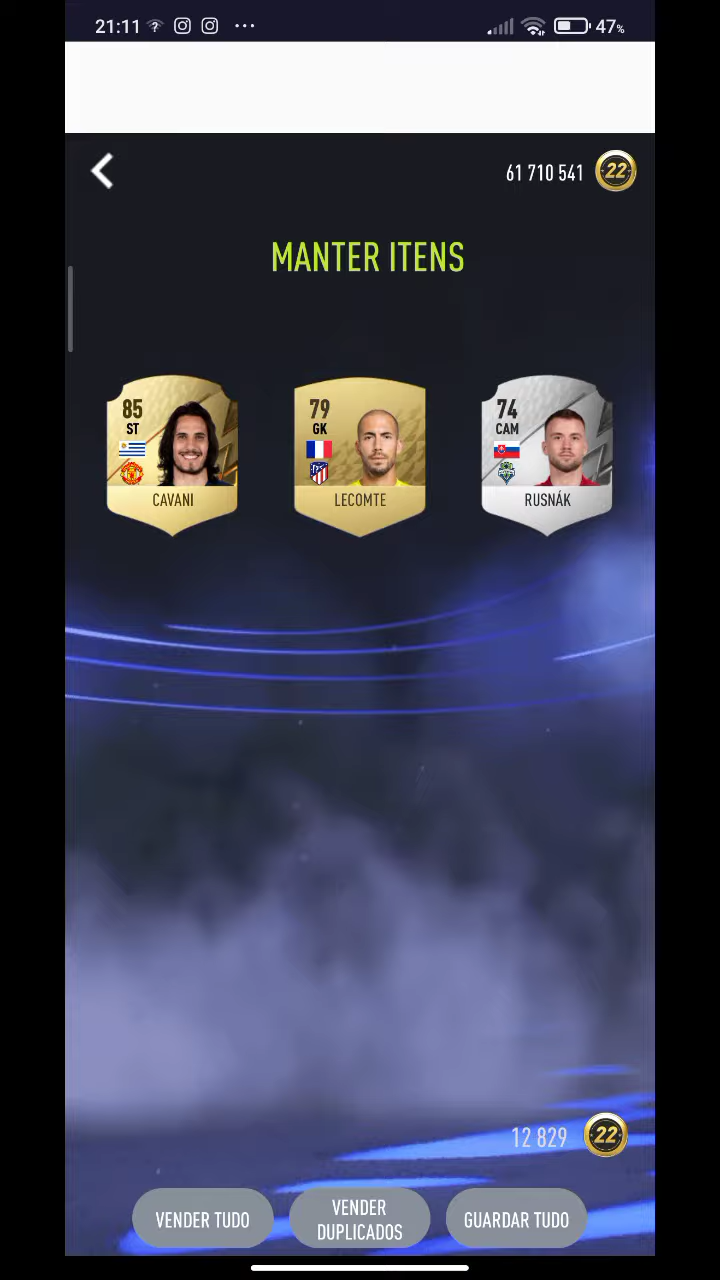 21:11
47%
61 710 541
22
MANTER ITENS
85
ST
CAVANI
79
GK
LECOMTE
74
CAM
RUSNÁK
12 829
22
VENDER TUDO
VENDER
DUPLICADOS
GUARDAR TUDO